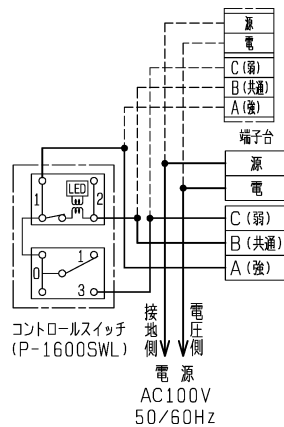 源
電
C(弱)
B(共通)
A(強)
端子台
源
電
C(弱)
B(共通)
A(強)
LED
1
2
1
0
3
コントロールスイッチ
(P-1600SWL)
接地側
電圧側
電 源
AC100V
50/60Hz